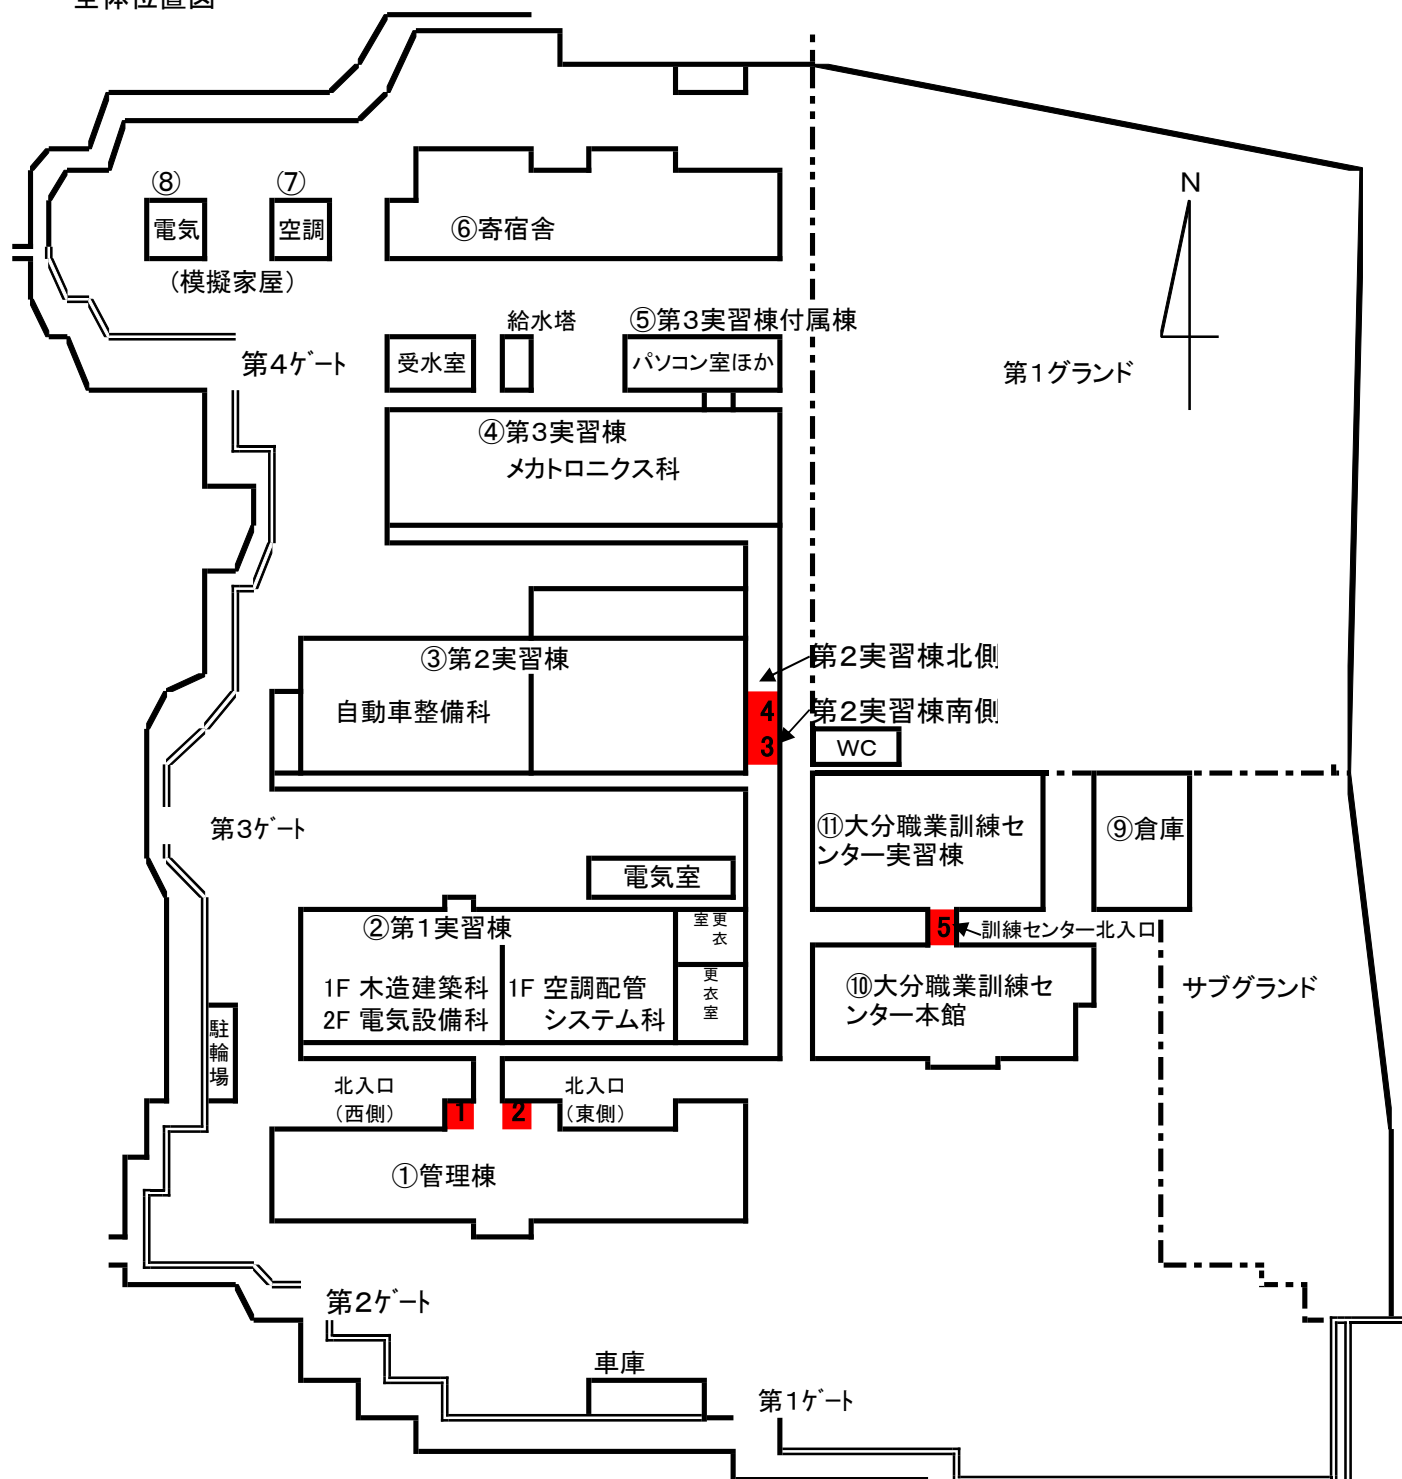 全体位置図
N
⑧
⑦
電気
空調
⑥寄宿舎
(模擬家屋)
給水塔
⑤第3実習棟付属棟
第4ゲート
受水室
パソコン室ほか
第1グランド
④第3実習棟
メカトロニクス科
③第2実習棟
第2実習棟北側
自動車整備科
4
第2実習棟南側
3
WC
第3ゲート
⑪大分職業訓練セ
ンター実習棟
⑨倉庫
電気室
②第1実習棟
更衣室
5
訓練センター北入口
1F 木造建築科
2F 電気設備科
1F 空調配管
システム科
更衣室
⑩大分職業訓練セ
ンター本館
サブグランド
駐輪場
北入口
(西側)
1
2
北入口
(東側)
①管理棟
第2ゲート
車庫
第1ゲート